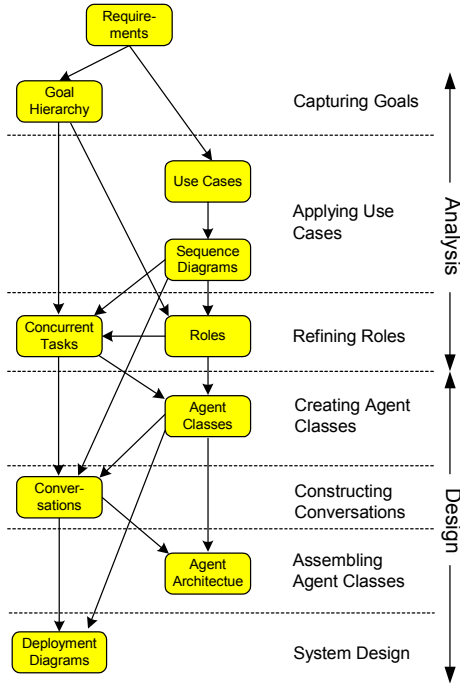 Require-
ments
Goal
Hierarchy
Capturing Goals
Use Cases
Applying Use
Cases
Sequence
Diagrams
Analysis
Concurrent
Tasks
Roles
Refining Roles
Agent
Classes
Creating Agent
Classes
Conver-
sations
Constructing
Conversations
Design
Agent
Architectue
Assembling
Agent Classes
Deployment
Diagrams
System Design